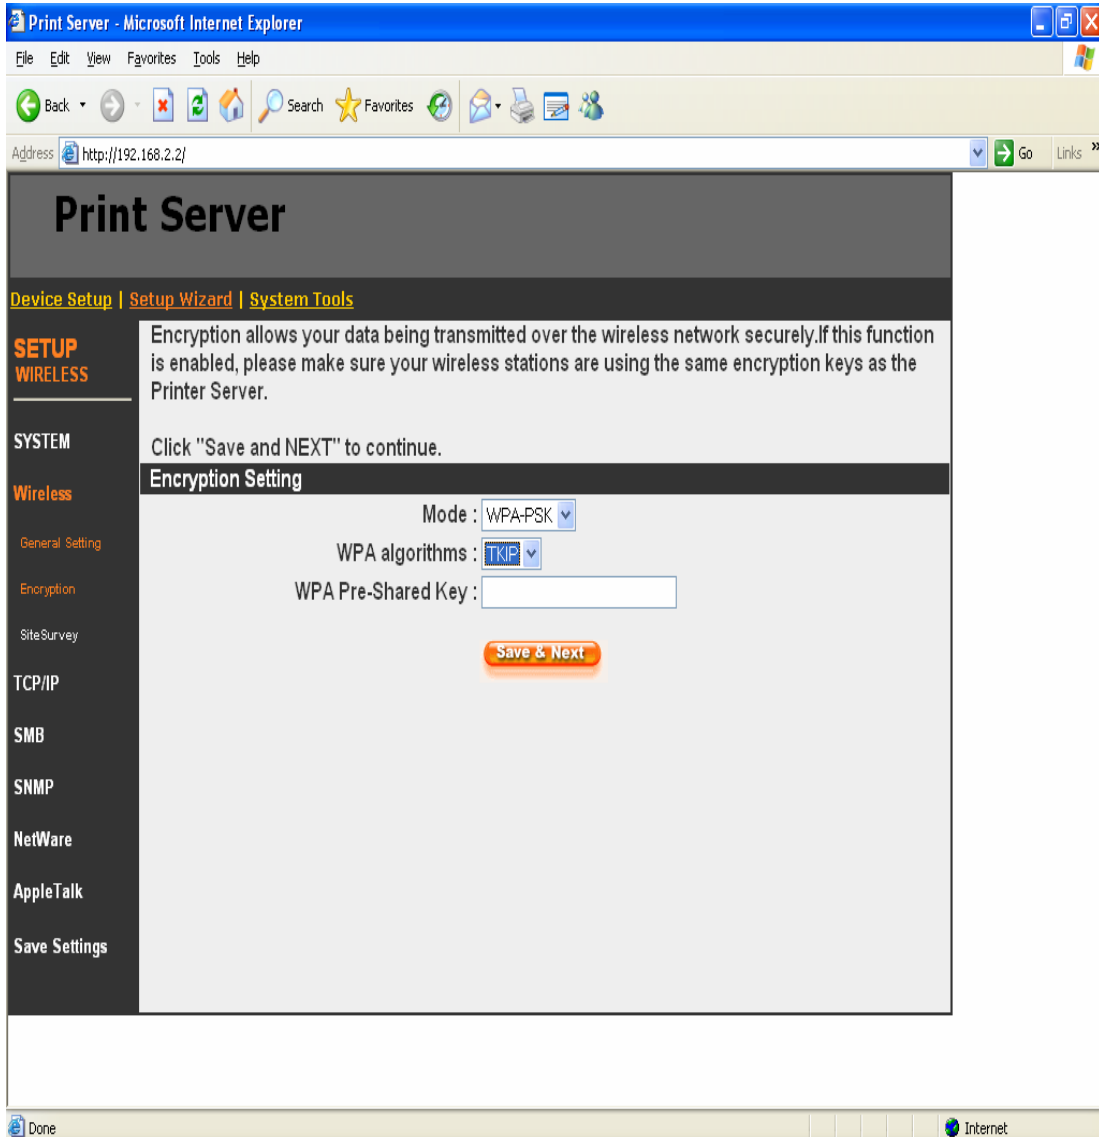 Print Server - Microsoft Internet Explorer
File Edit View Favorites Tools Help
Back Search Favorites
Address http://192.168.2.2/ Go Links »
Print Server
Device Setup | Setup Wizard | System Tools
SETUP
WIRELESS
SYSTEM
Wireless
General Setting
Encryption
SiteSurvey
TCP/IP
SMB
SNMP
NetWare
AppleTalk
Save Settings
Encryption allows your data being transmitted over the wireless network securely.If this function
is enabled, please make sure your wireless stations are using the same encryption keys as the
Printer Server.
Click "Save and NEXT" to continue.
Encryption Setting
Mode : WPA-PSK
WPA algorithms : TKIP
WPA Pre-Shared Key :
Save & Next
Done Internet